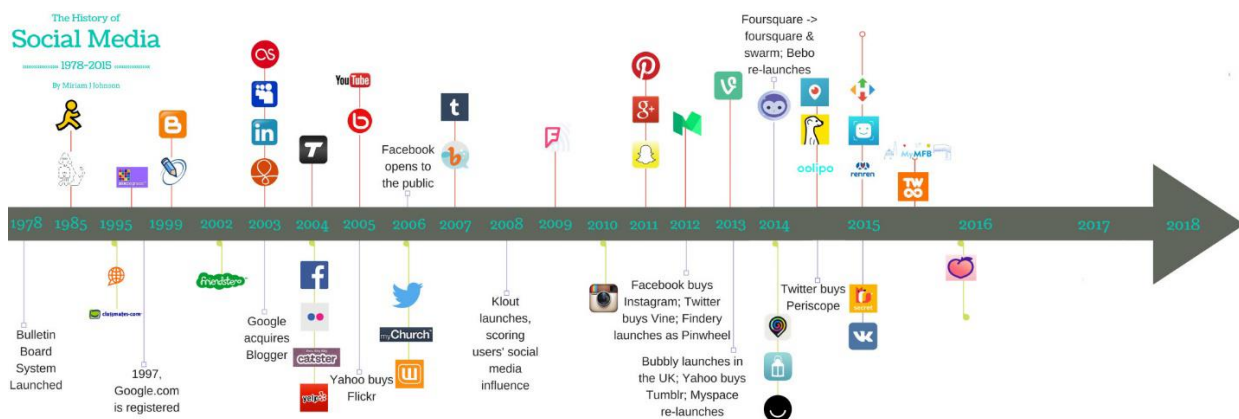 The History of
Social Media
1978-2015
By Miriam J Johnson
Foursquare ->
foursquare &
swarm; Bebo
re-launches
YouTube
Facebook
opens to
the public
oolipo
renren
MyMFB
TWOO
1978 1985 1995 1999 2002 2003 2004 2005 2006 2007 2008 2009 2010 2011 2012 2013 2014 2015 2016 2017 2018
Bulletin
Board
System
Launched
classmates.com
1997,
Google.com
is registered
friendster
Google
acquires
Blogger
catster
yelp
Yahoo buys
Flickr
myChurch
Klout
launches,
scoring
users' social
media
influence
Facebook buys
Instagram; Twitter
buys Vine; Findery
launches as Pinwheel
Bubbly launches in
the UK; Yahoo buys
Tumblr; Myspace
re-launches
Twitter buys
Periscope
secret